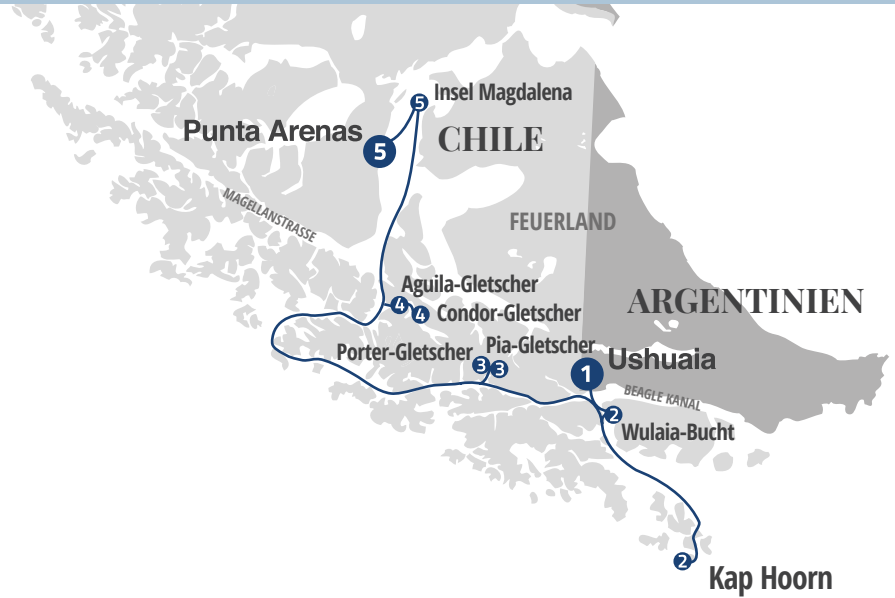 5 Insel Magdalena
Punta Arenas
5
CHILE
MAGELLANSTRASSE
FEUERLAND
Aguila-Gletscher
4
4 Condor-Gletscher
ARGENTINIEN
Porter-Gletscher
Pia-Gletscher
3
3
1
Ushuaia
BEAGLE KANAL
2
Wulaia-Bucht
2
Kap Hoorn